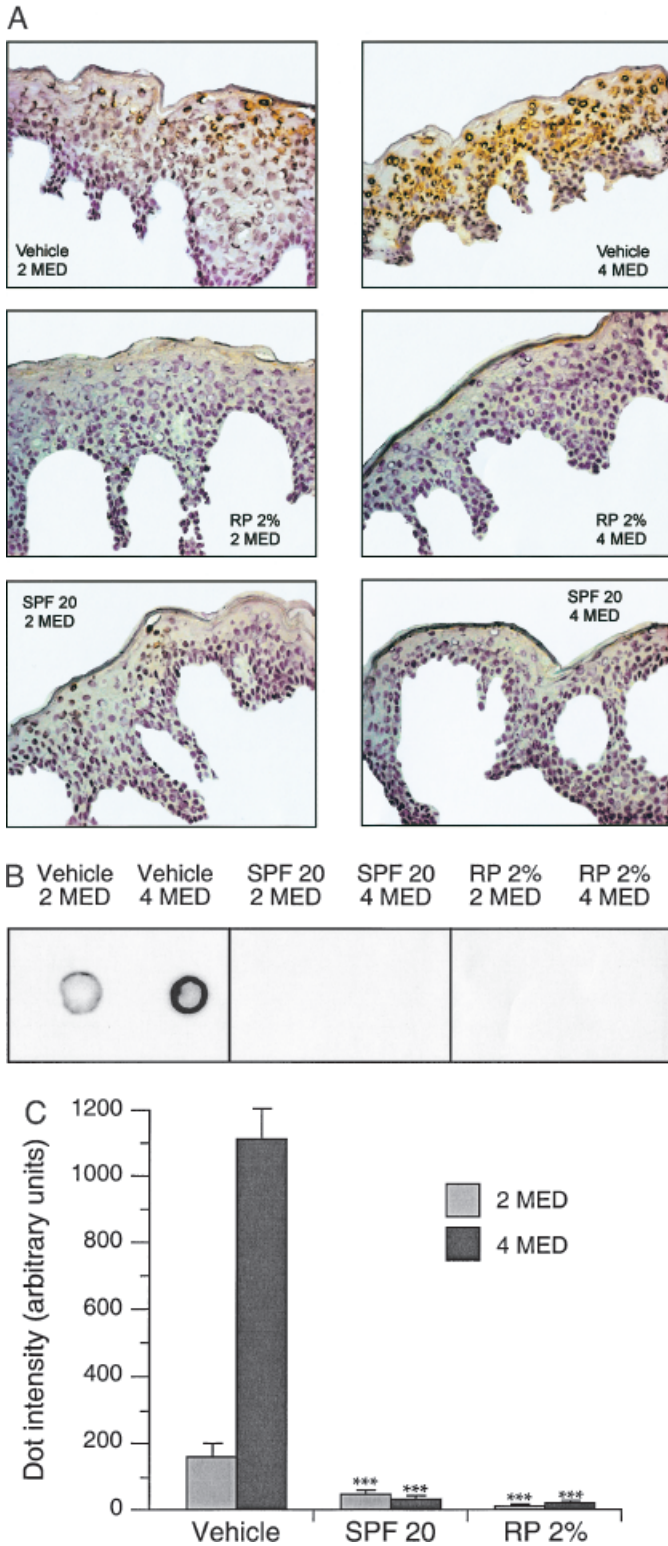 A
Vehicle
2 MED
Vehicle
4 MED
RP 2%
2 MED
RP 2%
4 MED
SPF 20
2 MED
SPF 20
4 MED
B
Vehicle
2 MED
Vehicle
4 MED
SPF 20
2 MED
SPF 20
4 MED
RP 2%
2 MED
RP 2%
4 MED
C
Dot intensity (arbitrary units)
1200
1000
800
600
400
200
0
2 MED
4 MED
***
***
***
***
Vehicle
SPF 20
RP 2%